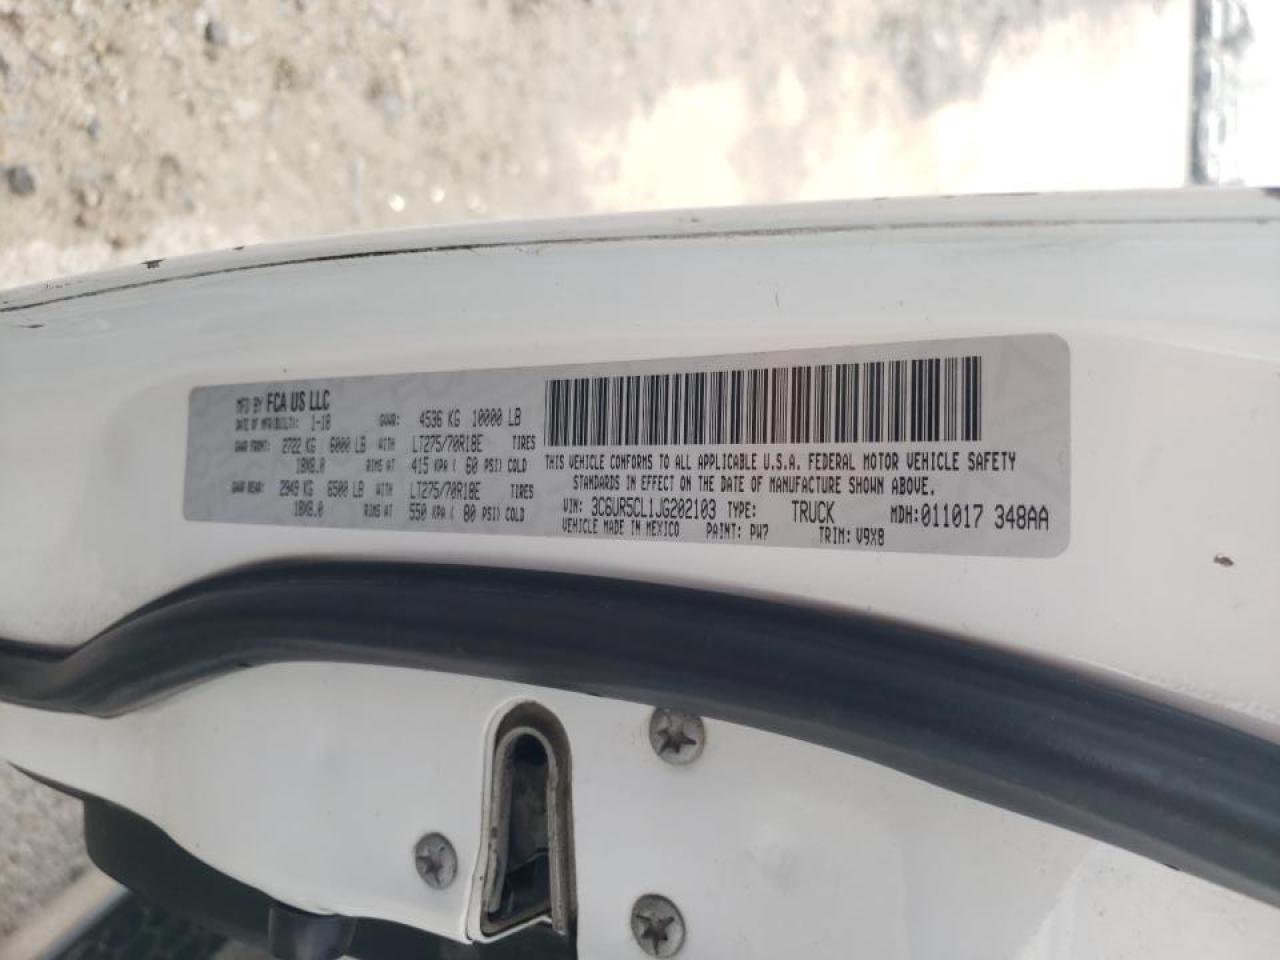 MFD BY FCA US LLC
DATE OF MFR(BUILT): 1-18 GVWR: 4536 KG 10000 LB
GAWR FRONT: 2722 KG 6000 LB WITH LT275/70R18E TIRES
18X8.0 RIMS AT 415 KPA ( 60 PSI) COLD
GAWR REAR: 2949 KG 6500 LB WITH LT275/70R18E TIRES
18X8.0 RIMS AT 550 KPA ( 80 PSI) COLD
THIS VEHICLE CONFORMS TO ALL APPLICABLE U.S.A. FEDERAL MOTOR VEHICLE SAFETY
STANDARDS IN EFFECT ON THE DATE OF MANUFACTURE SHOWN ABOVE.
VIN: 3C6UR5CL1JG202103 TYPE: TRUCK MDH:011017 348AA
VEHICLE MADE IN MEXICO PAINT: PW7 TRIM: V9X8